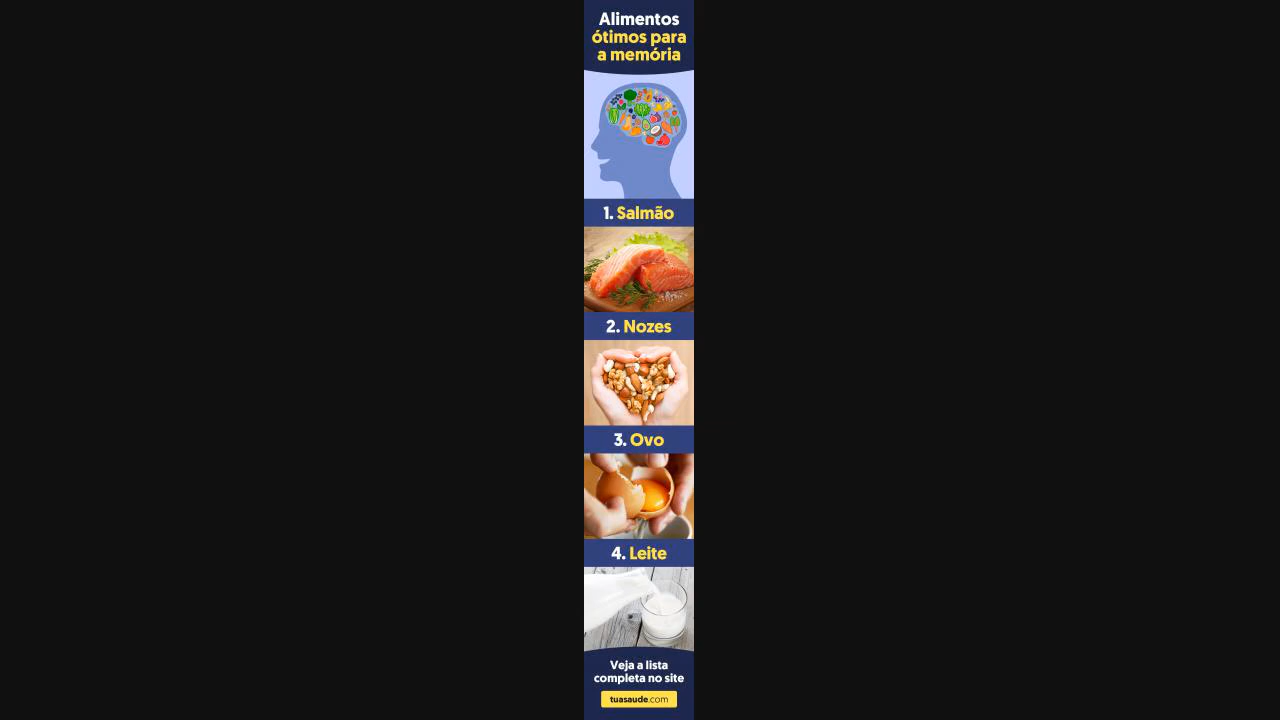 Alimentos
ótimos para
a memória
1. Salmão
2. Nozes
3. Ovo
4. Leite
Veja a lista
completa no site
tuasaude.com